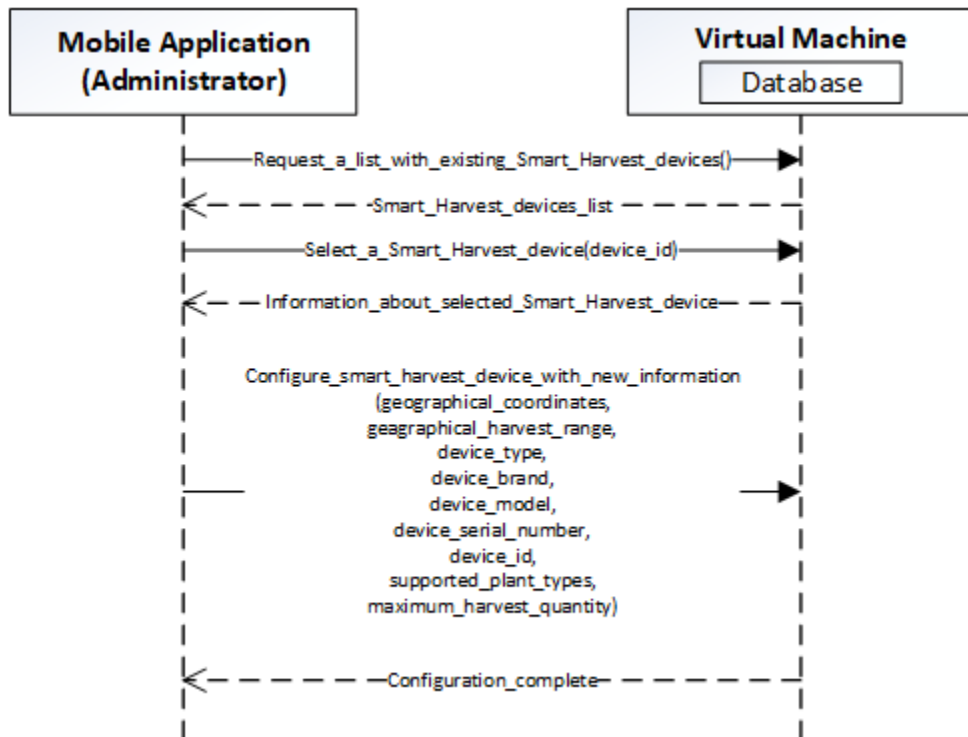 Mobile Application
(Administrator)
Virtual Machine
Database
Request_a_list_with_existing_Smart_Harvest_devices()
Smart_Harvest_devices_list
Select_a_Smart_Harvest_device(device_id)
Information_about_selected_Smart_Harvest_device
Configure_smart_harvest_device_with_new_information
(geographical_coordinates,
geagraphical_harvest_range,
device_type,
device_brand,
device_model,
device_serial_number,
device_id,
supported_plant_types,
maximum_harvest_quantity)
Configuration_complete